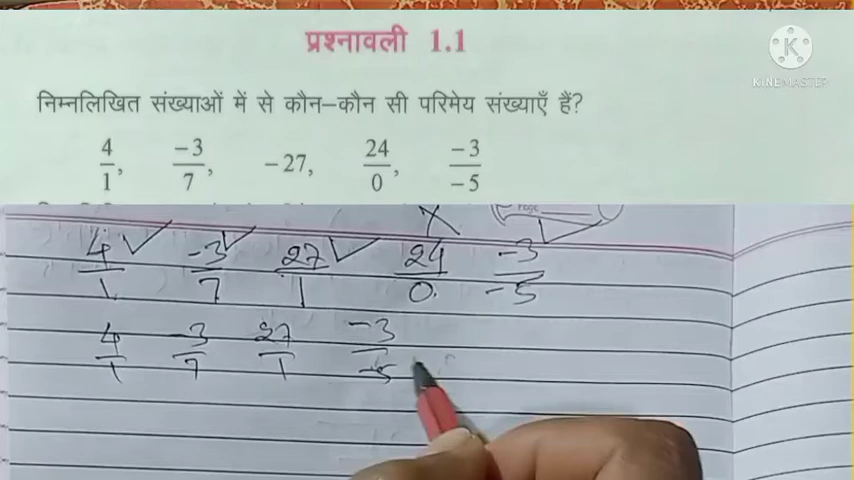 प्रश्नावली 1.1
K
KINEMASTER
निम्नलिखित संख्याओं में से कौन-कौन सी परिमेय संख्याएँ हैं?
4/1, -3/7, -27, 24/0, -3/-5
4/1 -3/7 27/1 24/0. -3/-5
4/1 -3/7 27/1 -3/-5